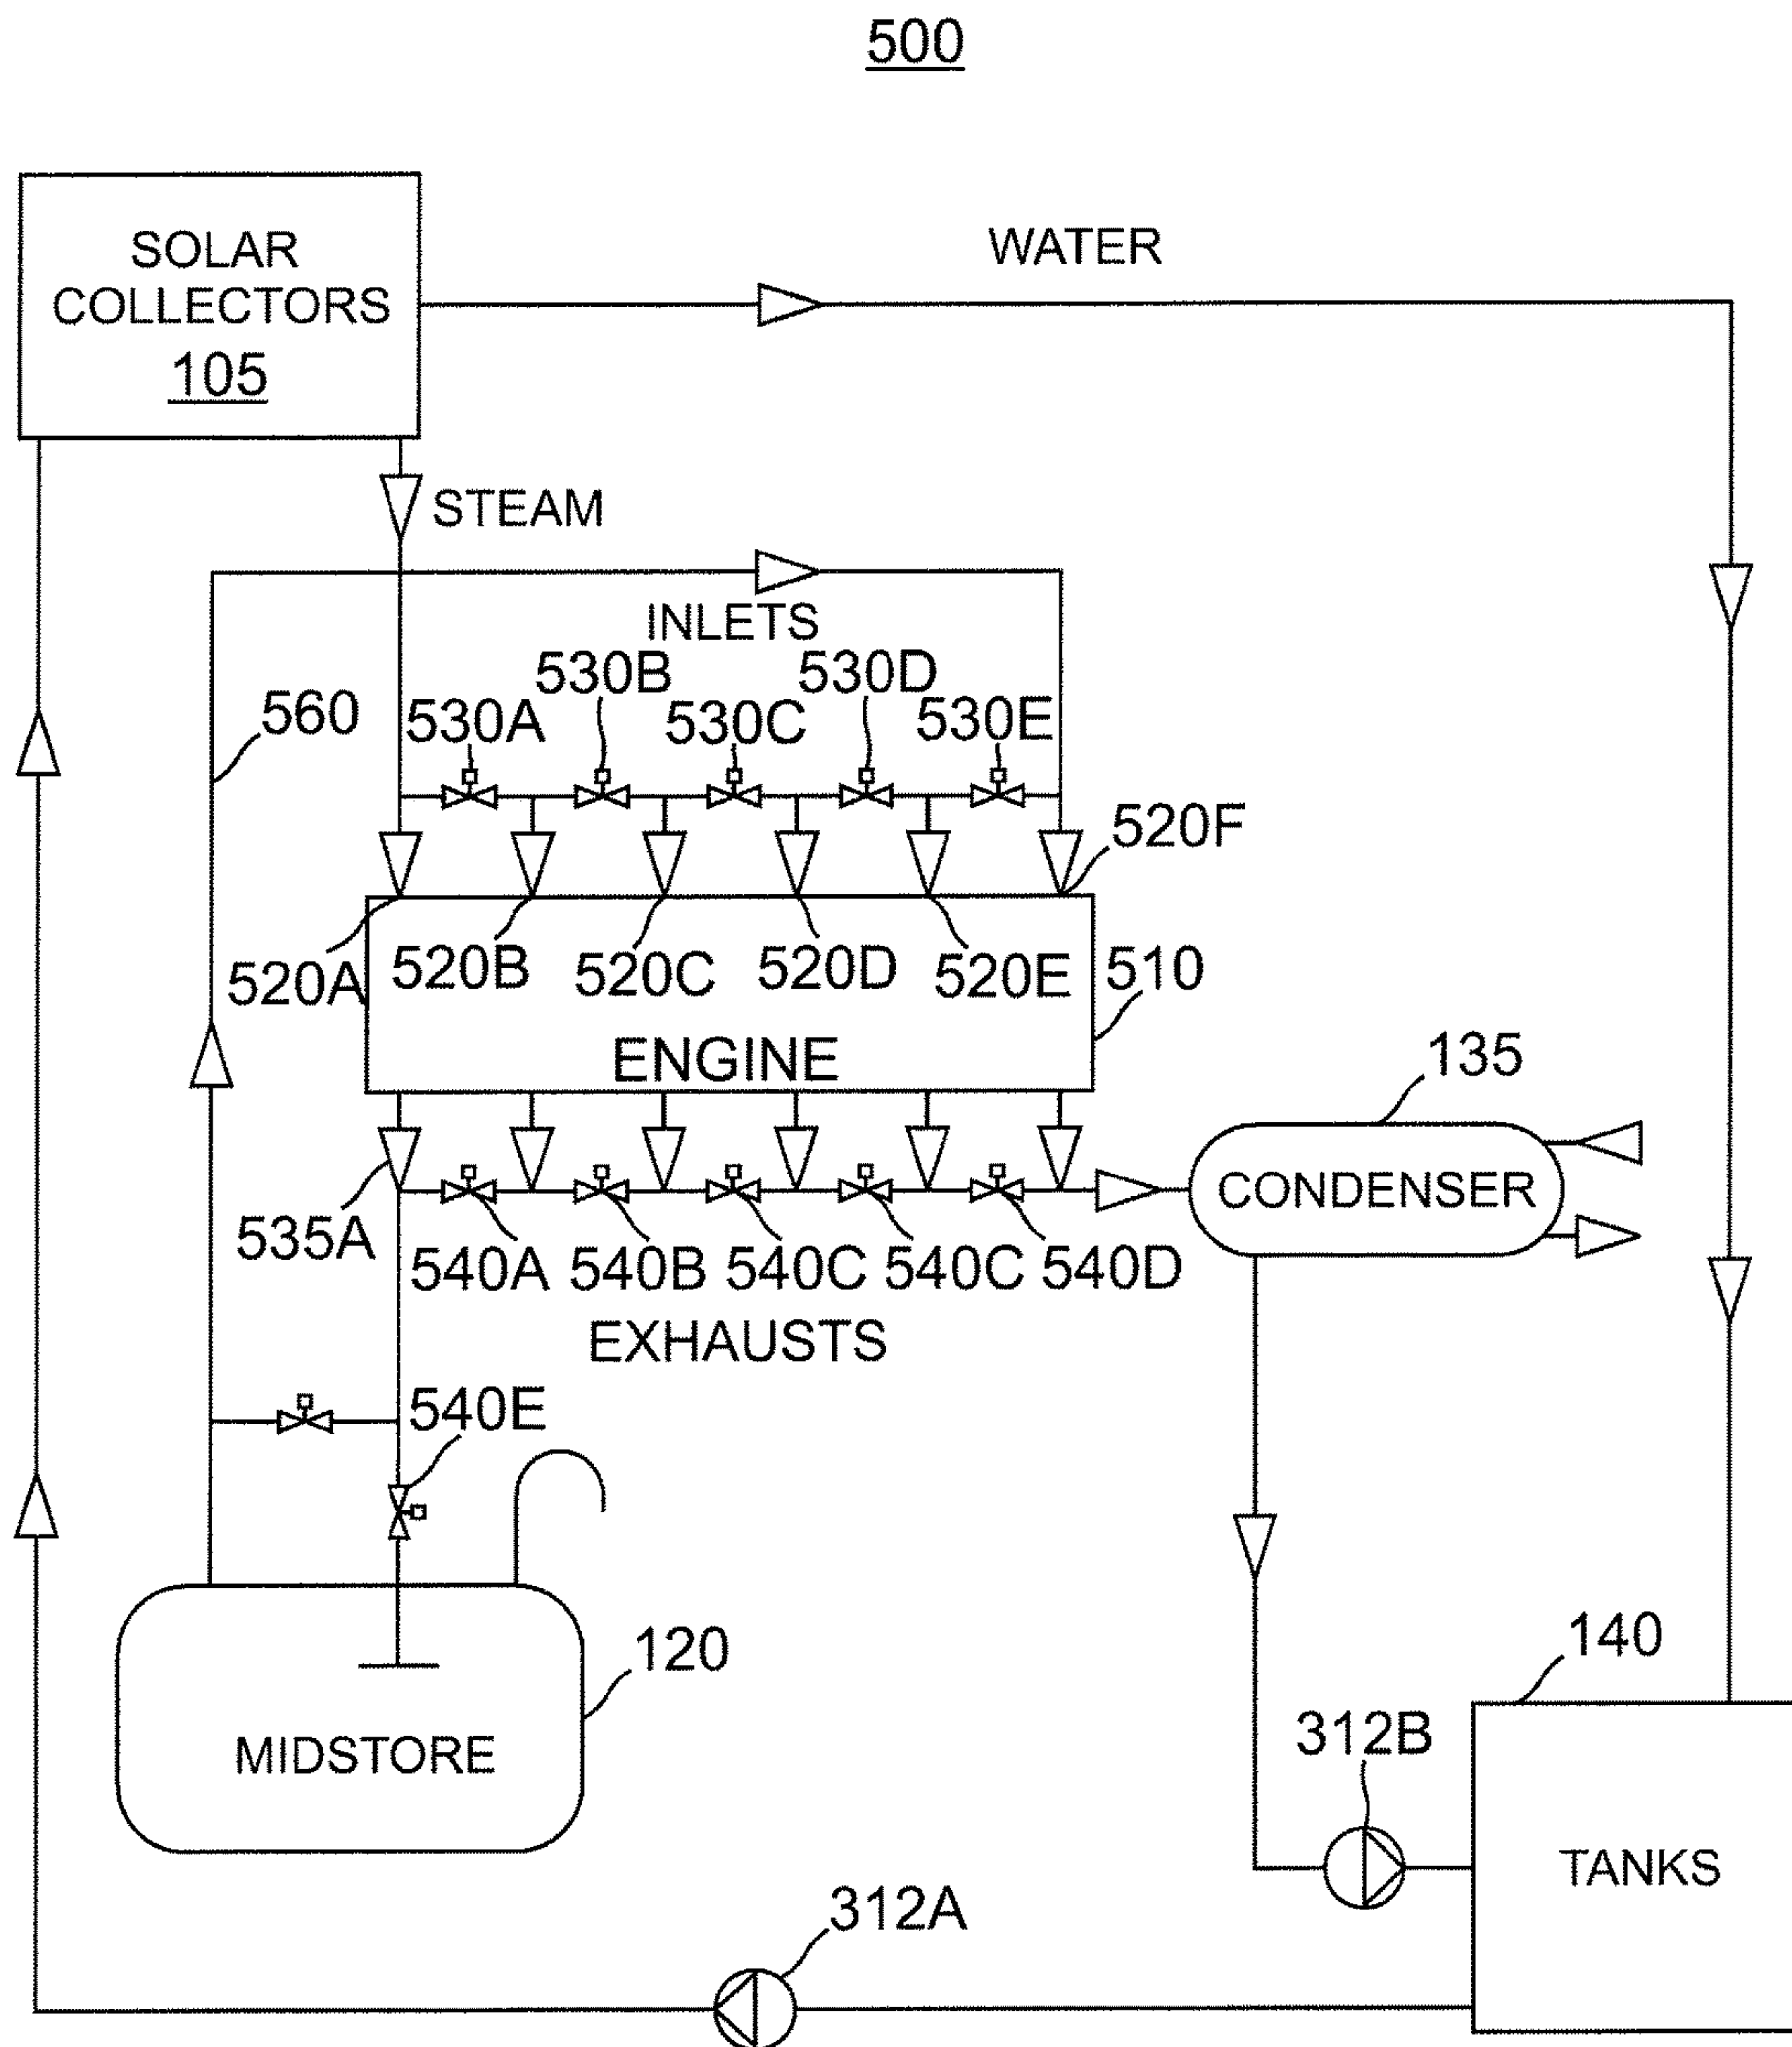 500
SOLAR
COLLECTORS
105
WATER
STEAM
INLETS
530B
530D
560
530A
530C
530E
520F
520A
520B
520C
520D
520E
510
ENGINE
135
CONDENSER
535A
540A
540B
540C
540C
540D
EXHAUSTS
540E
120
140
MIDSTORE
312B
TANKS
312A